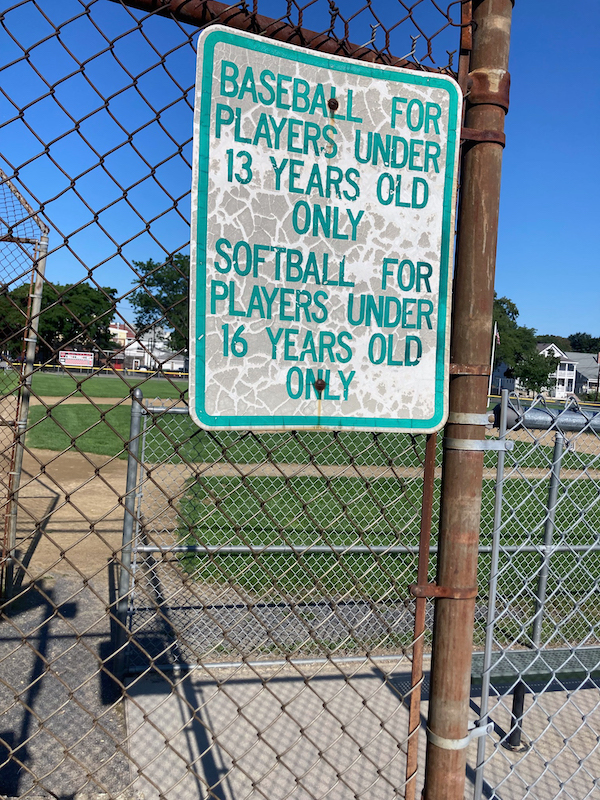 BASEBALL FOR
PLAYERS UNDER
13 YEARS OLD
ONLY
SOFTBALL FOR
PLAYERS UNDER
16 YEARS OLD
ONLY